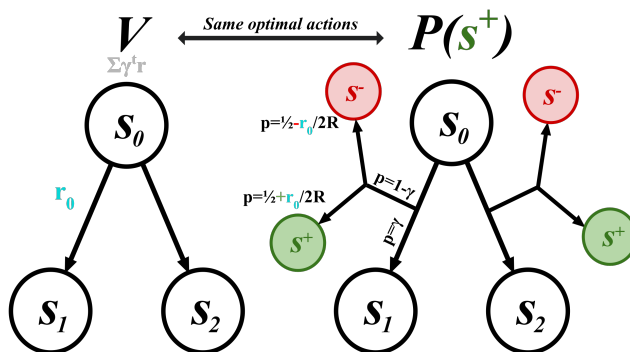 V
Same optimal actions
P(s⁺)
Σγᵗr
s⁻
s⁻
S₀
S₀
p=½-r₀/2R
r₀
p=½+r₀/2R
p=1-γ
p=γ
s⁺
s⁺
S₁
S₂
S₁
S₂